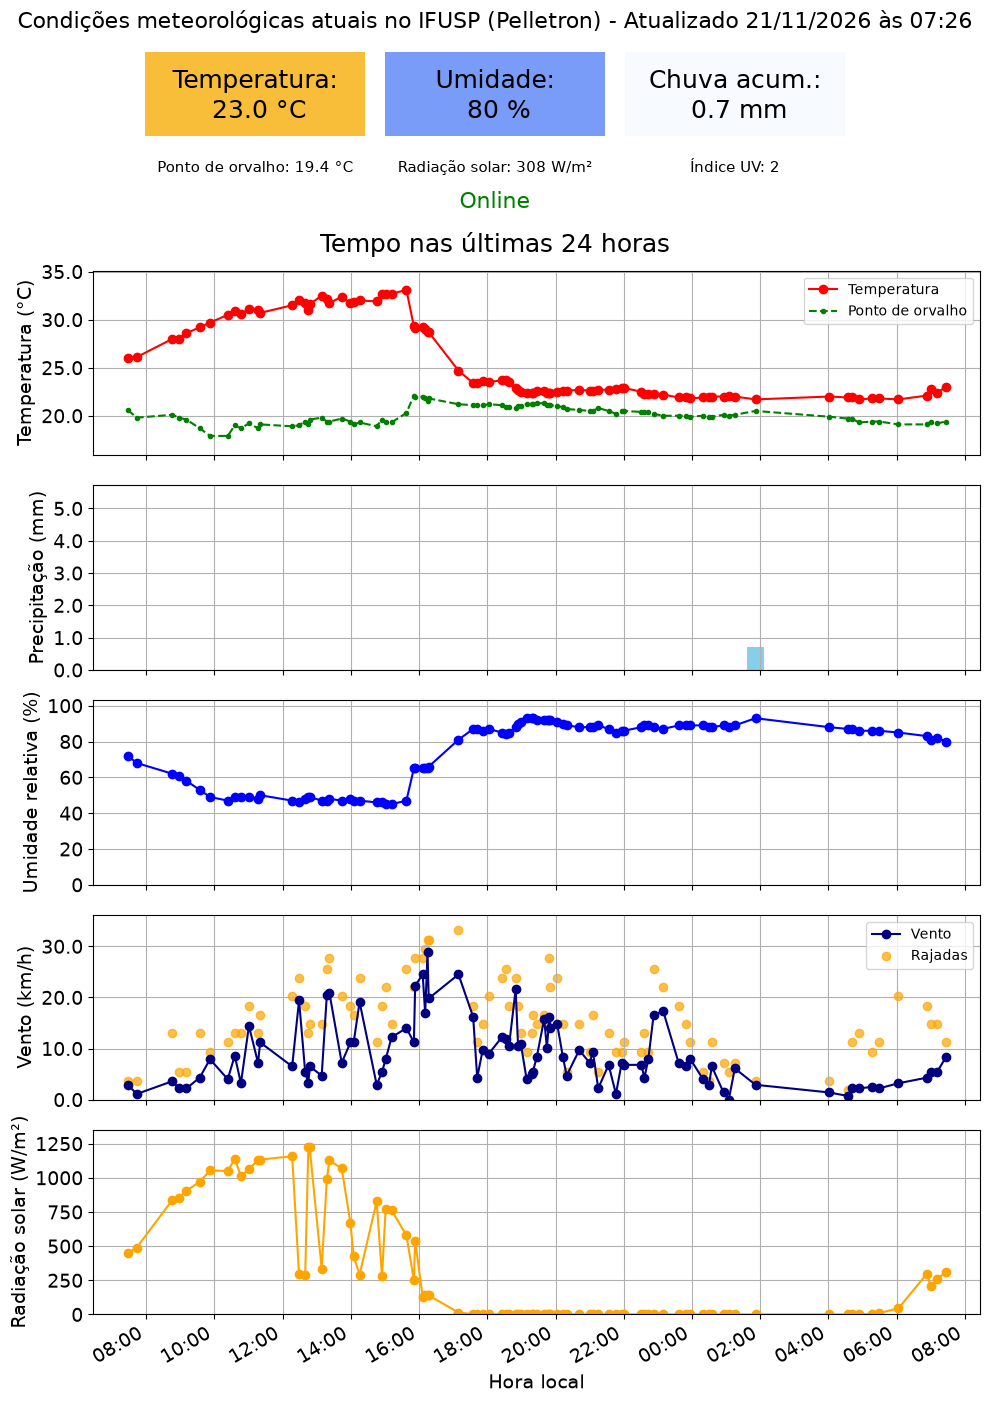 Condições meteorológicas atuais no IFUSP (Pelletron) - Atualizado 21/11/2026 às 07:26
Temperatura:
23.0 °C
Umidade:
80 %
Chuva acum.:
0.7 mm
Ponto de orvalho: 19.4 °C
Radiação solar: 308 W/m²
Índice UV: 2
Online
Tempo nas últimas 24 horas
Temperatura (°C)
35.0
30.0
25.0
20.0
Temperatura
Ponto de orvalho
Precipitação (mm)
5.0
4.0
3.0
2.0
1.0
0.0
Umidade relativa (%)
100
80
60
40
20
0
Vento (km/h)
30.0
20.0
10.0
0.0
Vento
Rajadas
Radiação solar (W/m²)
1250
1000
750
500
250
0
08:00
10:00
12:00
14:00
16:00
18:00
20:00
22:00
00:00
02:00
04:00
06:00
08:00
Hora local